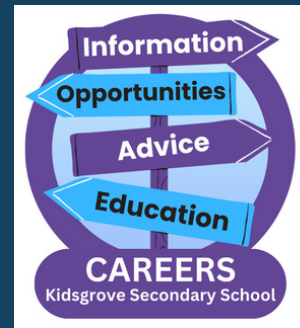 Information
Opportunities
Advice
Education
CAREERS
Kidsgrove Secondary School